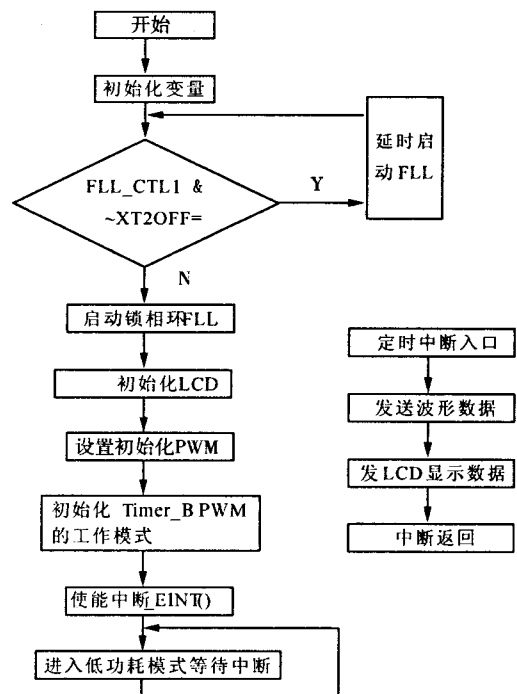 开始
初始化变量
延时启
动FLL
FLL_CTL1 &
~XT2OFF=
Y
N
启动锁相环FLL
初始化LCD
设置初始化PWM
初始化 Timer_B PWM
的工作模式
使能中断_EINT()
进入低功耗模式等待中断
定时中断入口
发送波形数据
发LCD显示数据
中断返回